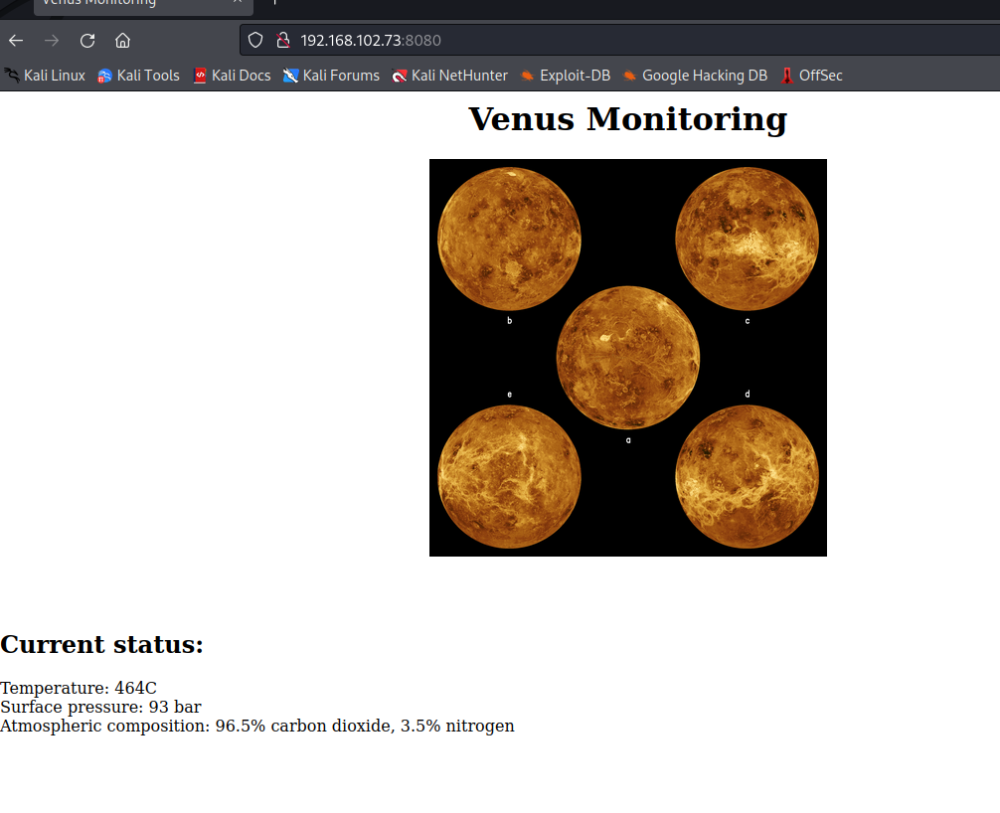 Venus Monitoring
192.168.102.73:8080
Kali Linux Kali Tools Kali Docs Kali Forums Kali NetHunter Exploit-DB Google Hacking DB OffSec
Venus Monitoring
b c
e d
a
Current status:
Temperature: 464C
Surface pressure: 93 bar
Atmospheric composition: 96.5% carbon dioxide, 3.5% nitrogen